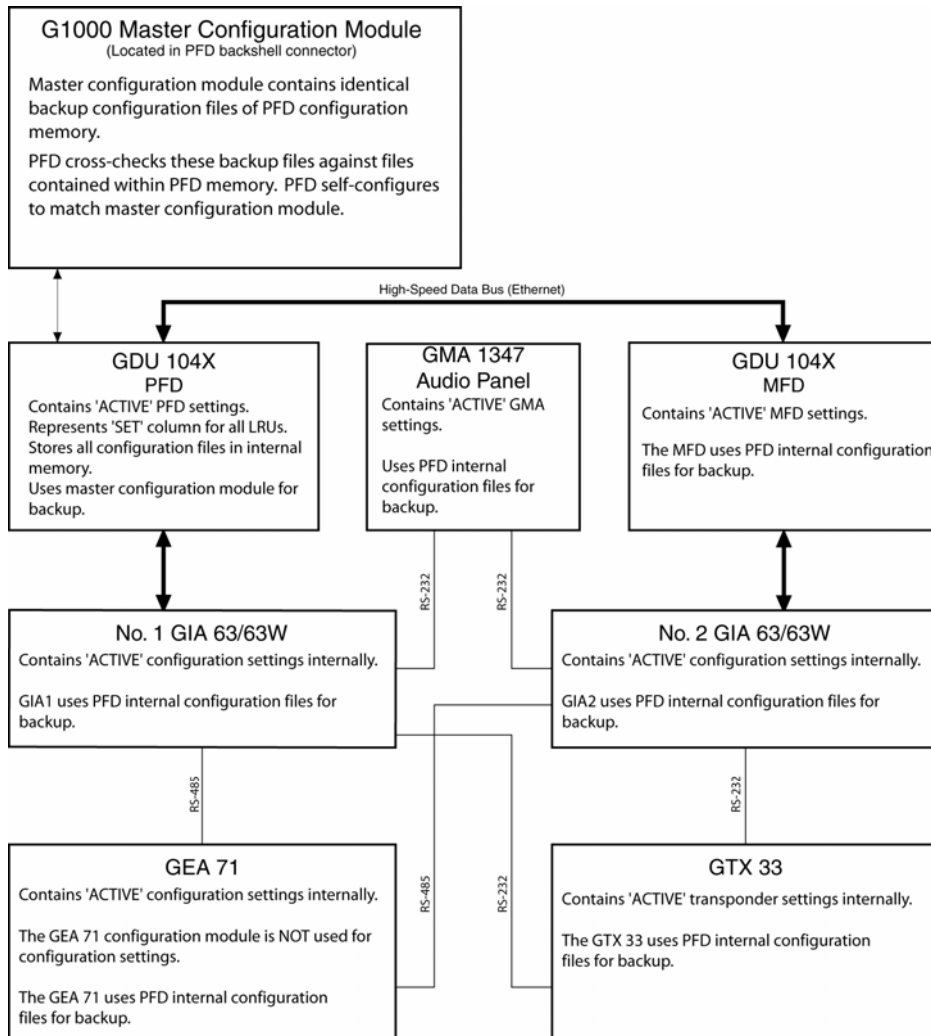 G1000 Master Configuration Module
(Located in PFD backshell connector)
Master configuration module contains identical
backup configuration files of PFD configuration
memory.
PFD cross-checks these backup files against files
contained within PFD memory. PFD self-configures
to match master configuration module.
High-Speed Data Bus (Ethernet)
GDU 104X
PFD
Contains 'ACTIVE' PFD settings.
Represents 'SET' column for all LRUs.
Stores all configuration files in internal
memory.
Uses master configuration module for
backup.
GMA 1347
Audio Panel
Contains 'ACTIVE' GMA
settings.
Uses PFD internal
configuration files for
backup.
GDU 104X
MFD
Contains 'ACTIVE' MFD settings.
The MFD uses PFD internal configuration
files for backup.
RS-232
RS-232
No. 1 GIA 63/63W
Contains 'ACTIVE' configuration settings internally.
GIA1 uses PFD internal configuration files for
backup.
No. 2 GIA 63/63W
Contains 'ACTIVE' configuration settings internally.
GIA2 uses PFD internal configuration files for
backup.
RS-485
RS-232
RS-485
RS-232
GEA 71
Contains 'ACTIVE' configuration settings internally.
The GEA 71 configuration module is NOT used for
configuration settings.
The GEA 71 uses PFD internal configuration
files for backup.
GTX 33
Contains 'ACTIVE' transponder settings internally.
The GTX 33 uses PFD internal configuration
files for backup.